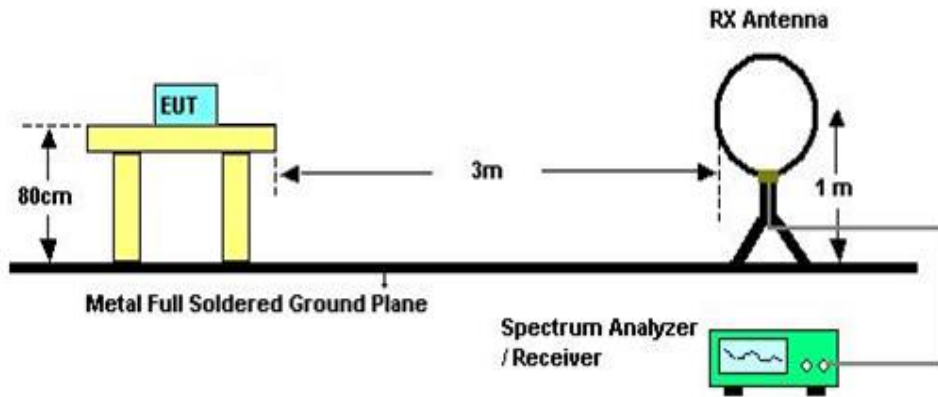 RX Antenna
EUT
3m
80cm
1 m
Metal Full Soldered Ground Plane
Spectrum Analyzer
/ Receiver